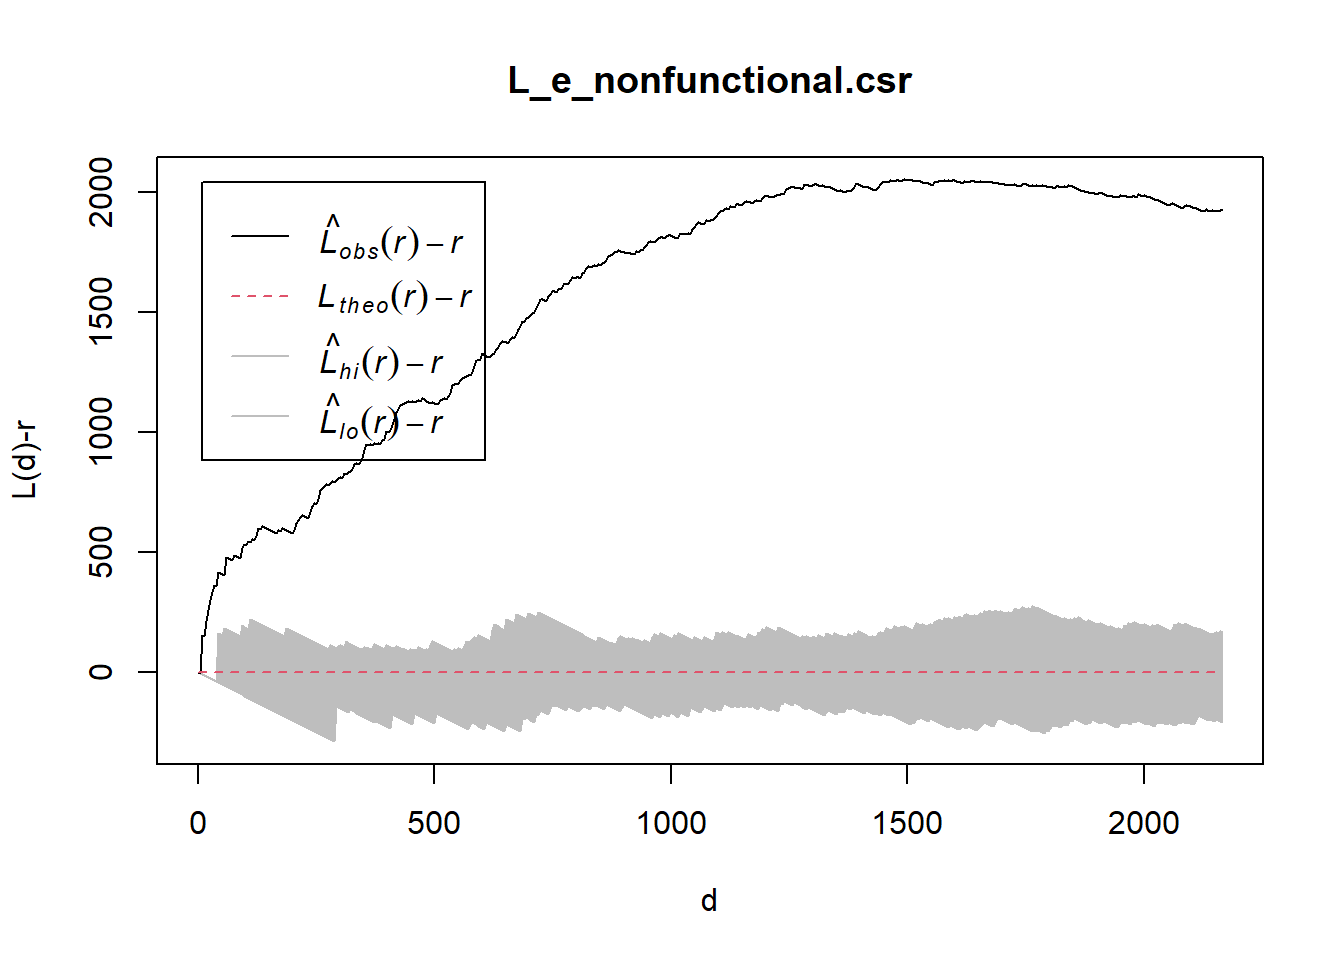 L_e_nonfunctional.csr
L̂obs(r) − r
Ltheo(r) − r
L̂hi(r) − r
L̂lo(r) − r
L(d)-r
2000
1500
1000
500
0
0 500 1000 1500 2000
d